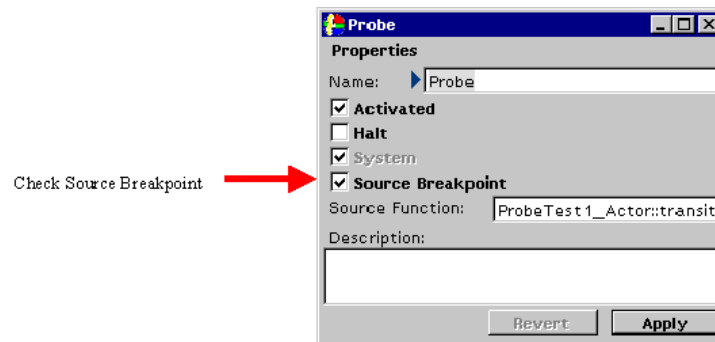 Probe
Properties
Name: Probe
Activated
Halt
System
Check Source Breakpoint
Source Breakpoint
Source Function: ProbeTest1_Actor::transit
Description:
Revert Apply